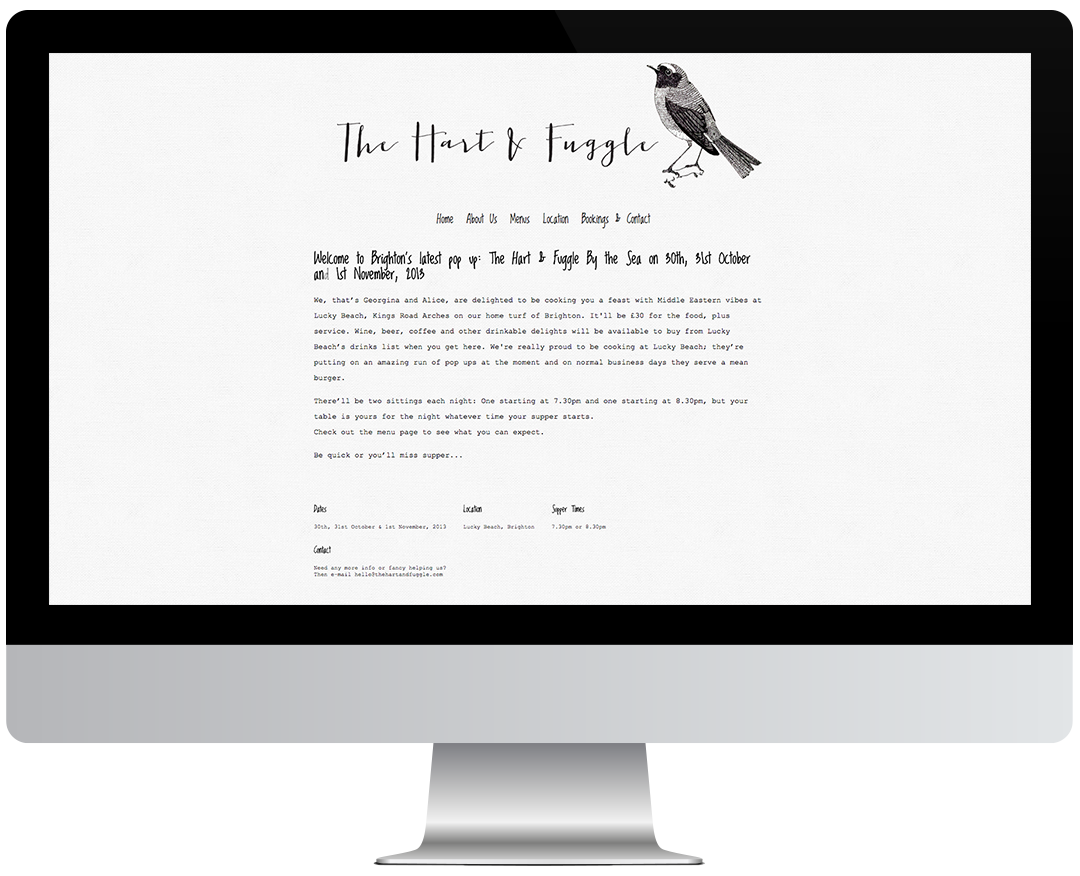 The Hart & Fuggle
Home About Us Menus Location Bookings & Contact
Welcome to Brighton's latest pop up: The Hart & Fuggle By the Sea on 30th, 31st October
and 1st November, 2013
We, that's Georgina and Alice, are delighted to be cooking you a feast with Middle Eastern vibes at
Lucky Beach, Kings Road Arches on our home turf of Brighton. It'll be £30 for the food, plus
service. Wine, beer, coffee and other drinkable delights will be available to buy from Lucky
Beach's drinks list when you get here. We're really proud to be cooking at Lucky Beach; they're
putting on an amazing run of pop ups at the moment and on normal business days they serve a mean
burger.
There'll be two sittings each night: One starting at 7.30pm and one starting at 8.30pm, but your
table is yours for the night whatever time your supper starts.
Check out the menu page to see what you can expect.
Be quick or you'll miss supper...
Dates Location Supper Times
30th, 31st October & 1st November, 2013 Lucky Beach, Brighton 7.30pm or 8.30pm
Contact
Need any more info or fancy helping us?
Then e-mail hello@thehartandfuggle.com